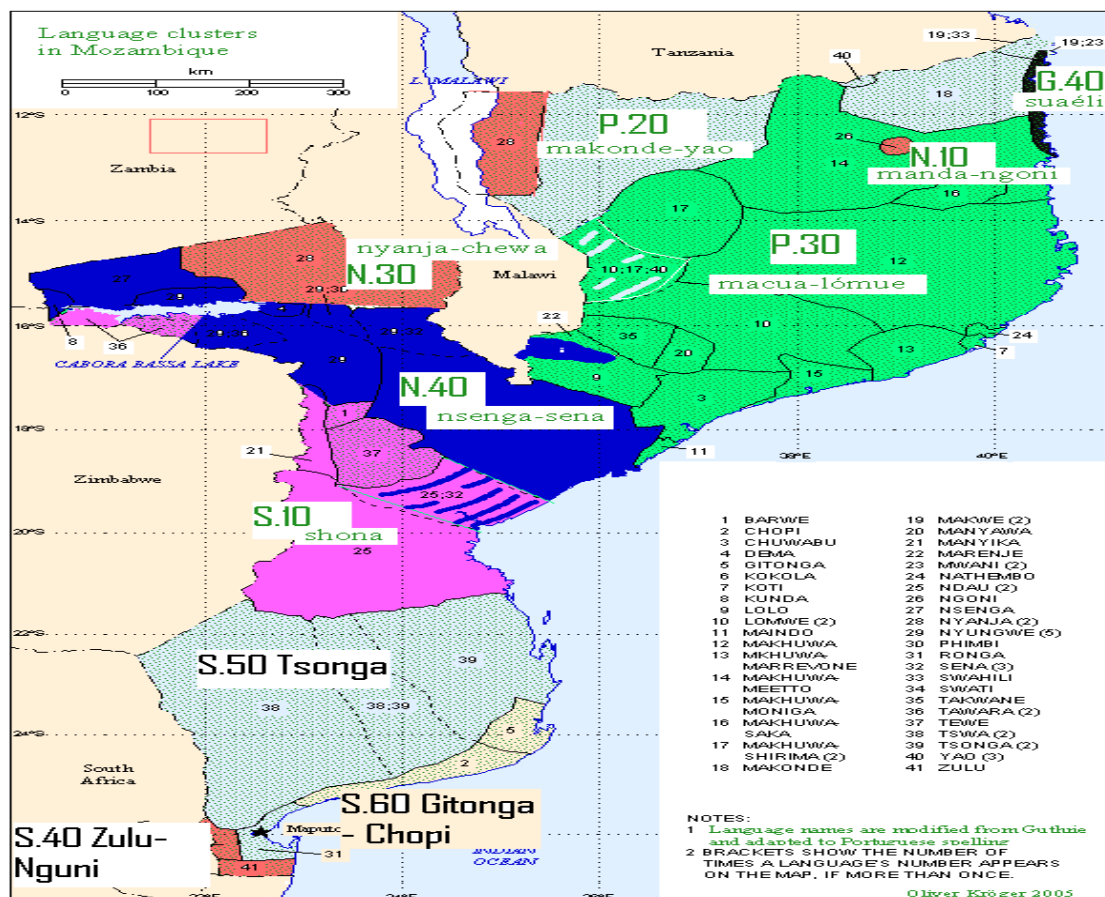 Language clusters
in Mozambique
km
0 100 200 300
Tanzania
19;33
19;23
40
L. MALAWI
G.40
suaéli
12°S
18
P.20
makonde-yao
28
26
N.10
manda-ngoni
14
16
Zambia
14°S
17
nyanja-chewa
N.30
P.30
28
Malawi
12
27
10;17;40
macua-lómue
16°S
8
36
22
10
24
35
20
13
7
CABORA BASSA LAKE
9
15
N.40
nsenga-sena
3
1
18°S
21
37
11
38°E
40°E
Zimbabwe
25;32
S.10
shona
20°S
25
22°S
S.50 Tsonga
39
38
38;39
24°S
5
2
South
Africa
S.60 Gitonga
- Chopi
Maputo
S.40 Zulu-
Nguni
31
41
INDIAN
OCEAN
1 BARWE
2 CHOPI
3 CHUWABU
4 DEMA
5 GITONGA
6 KOKOLA
7 KOTI
8 KUNDA
9 LOLO
10 LOMWE (2)
11 MAINDO
12 MAKHUWA
13 MKHUWA-
MARREVONE
14 MAKHUWA-
MEETTO
15 MAKHUWA-
MONIGA
16 MAKHUWA-
SAKA
17 MAKHUWA-
SHIRIMA (2)
18 MAKONDE
19 MAKWE (2)
20 MANYAWA
21 MANYIKA
22 MARENJE
23 MWANI (2)
24 NATHEMBO
25 NDAU (2)
26 NGONI
27 NSENGA
28 NYANJA (2)
29 NYUNGWE (5)
30 PHIMBI
31 RONGA
32 SENA (3)
33 SWAHILI
34 SWATI
35 TAKWANE
36 TAWARA (2)
37 TEWE
38 TSWA (2)
39 TSONGA (2)
40 YAO (3)
41 ZULU
NOTES:
1 Language names are modified from Guthrie
and adapted to Portuguese spelling
2 BRACKETS SHOW THE NUMBER OF
TIMES A LANGUAGE'S NUMBER APPEARS
ON THE MAP, IF MORE THAN ONCE.
Oliver Kröger 2005